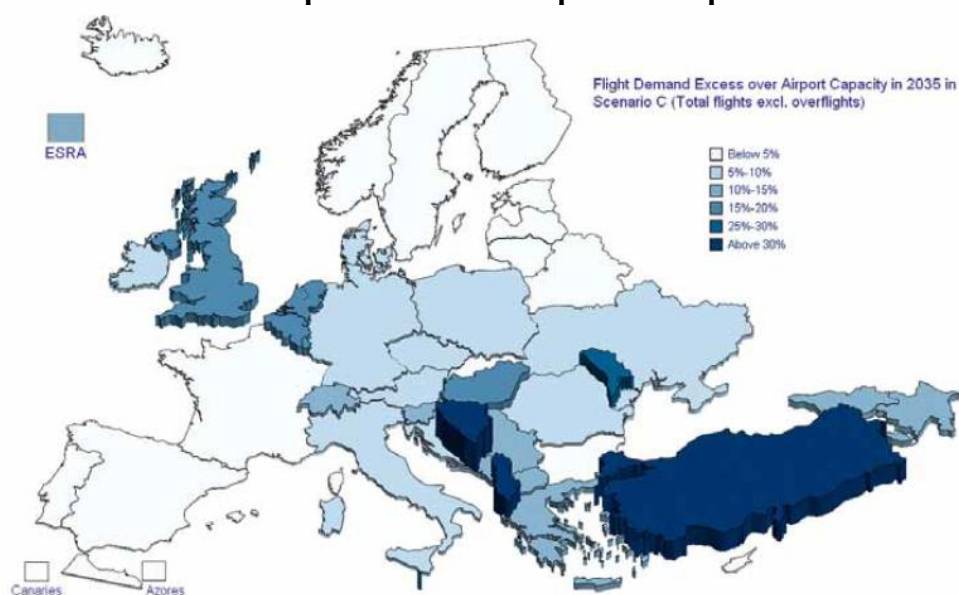 Flight Demand Excess over Airport Capacity in 2035 in
Scenario C (Total flights excl. overflights)
ESRA
Below 5%
5%-10%
10%-15%
15%-20%
25%-30%
Above 30%
Canaries
Azores